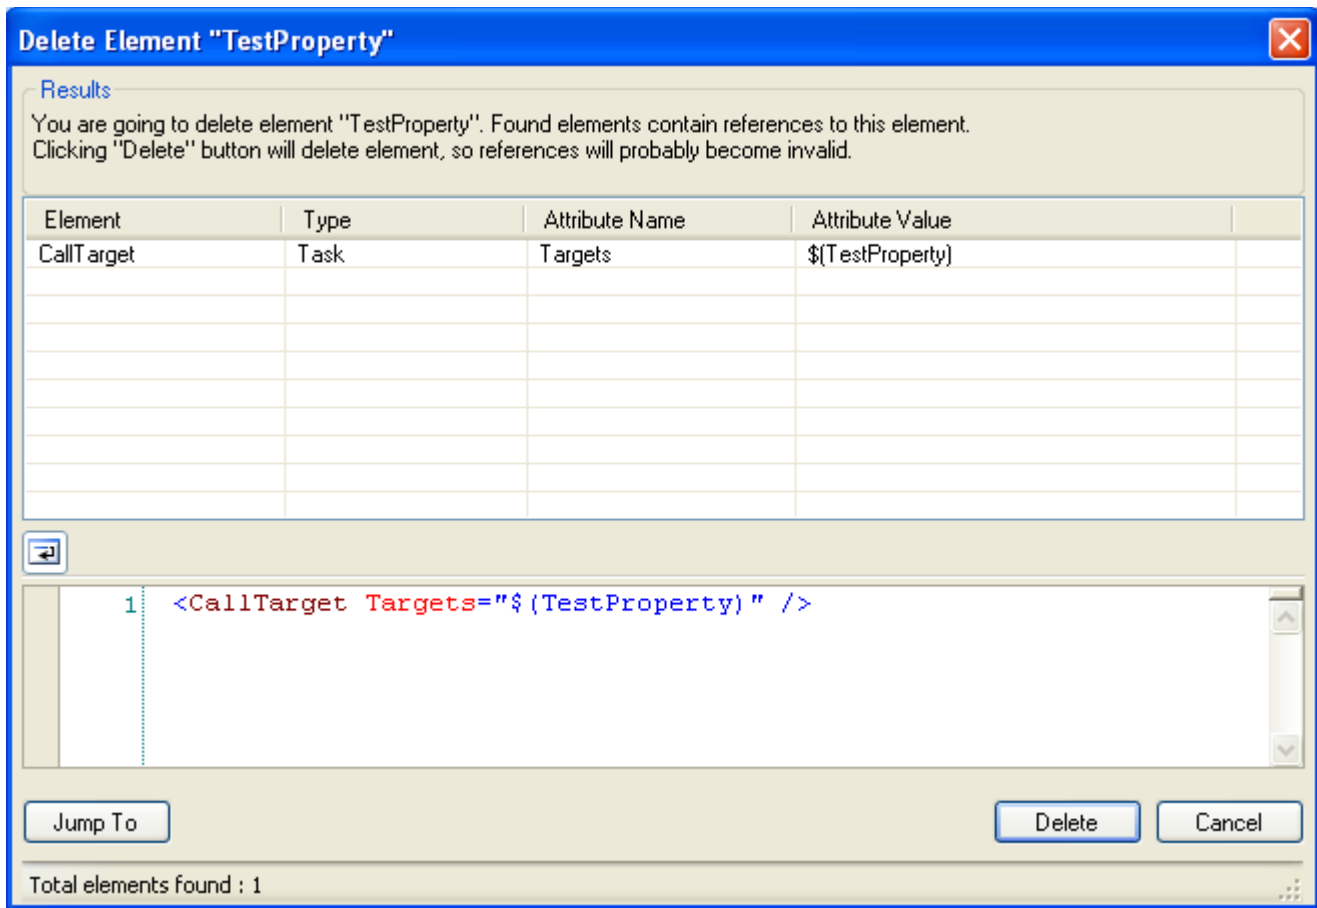 Delete Element "TestProperty"
Results
You are going to delete element "TestProperty". Found elements contain references to this element.
Clicking "Delete" button will delete element, so references will probably become invalid.
Element Type Attribute Name Attribute Value
CallTarget Task Targets $(TestProperty)
1 <CallTarget Targets="$(TestProperty)" />
Jump To Delete Cancel
Total elements found : 1